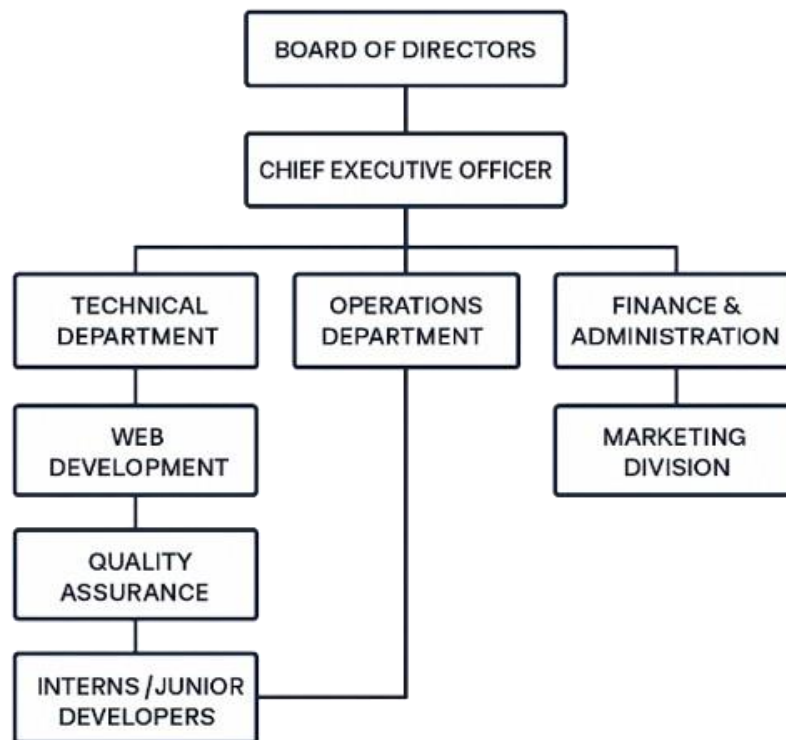 BOARD OF DIRECTORS
CHIEF EXECUTIVE OFFICER
TECHNICAL
DEPARTMENT
OPERATIONS
DEPARTMENT
FINANCE &
ADMINISTRATION
WEB
DEVELOPMENT
MARKETING
DIVISION
QUALITY
ASSURANCE
INTERNS /JUNIOR
DEVELOPERS